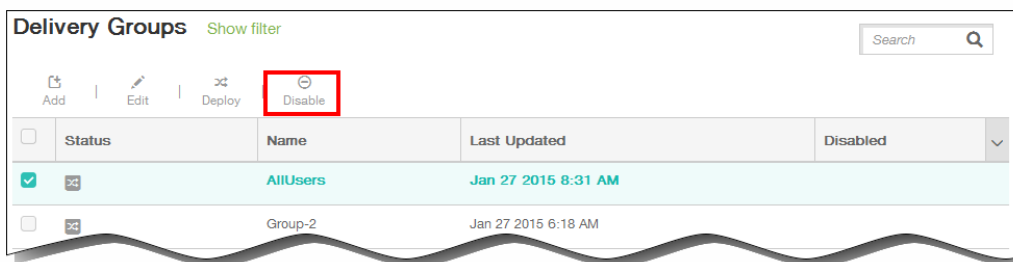 Delivery Groups Show filter
Search
Add | Edit | Deploy | Disable
Status Name Last Updated Disabled
AllUsers Jan 27 2015 8:31 AM
Group-2 Jan 27 2015 6:18 AM